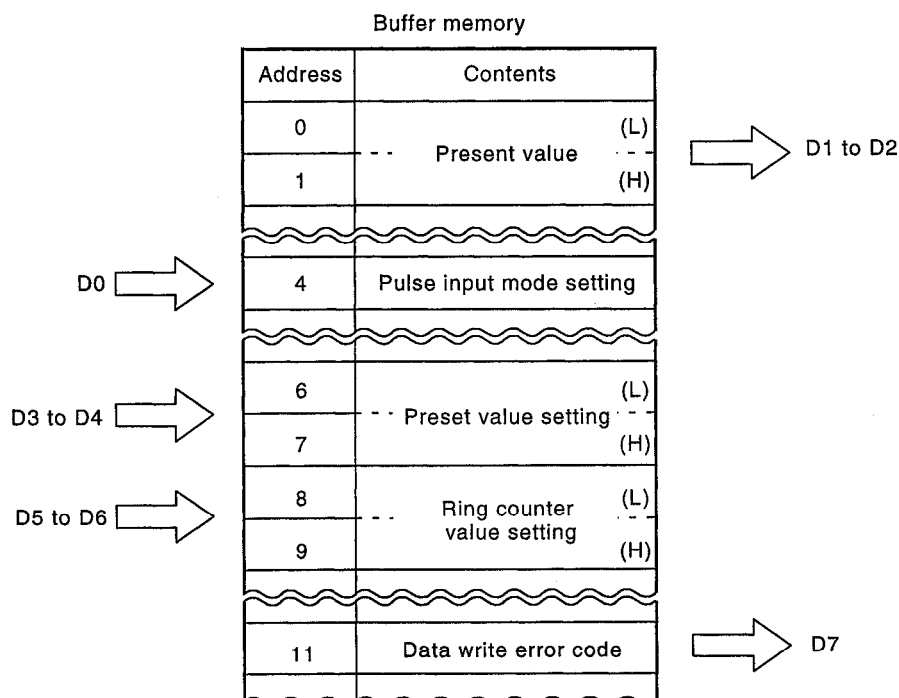 Buffer memory
Address Contents
0 (L)
Present value
D1 to D2
1 (H)
D0
4 Pulse input mode setting
6 (L)
D3 to D4
Preset value setting
7 (H)
8 (L)
D5 to D6
Ring counter
value setting
9 (H)
11 Data write error code
D7